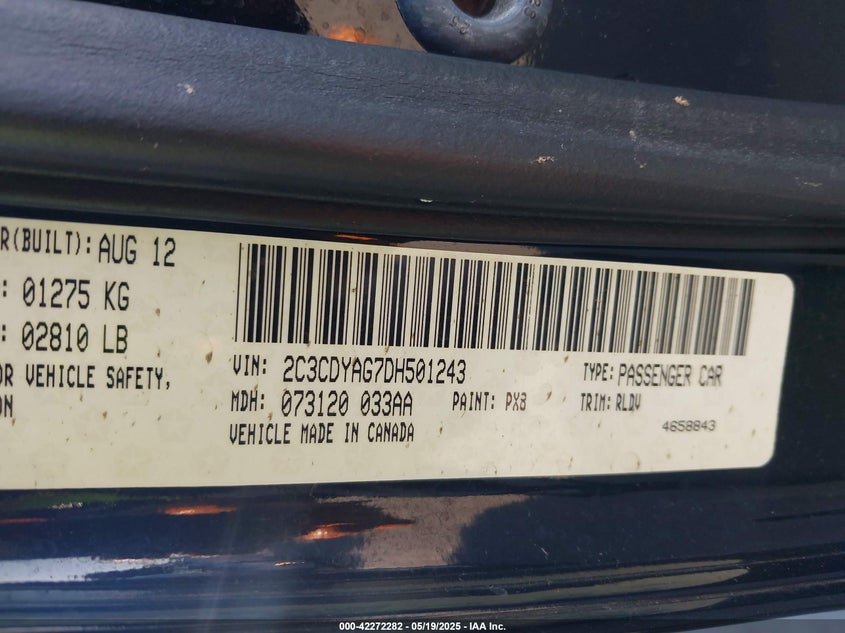 R(BUILT): AUG 12
: 01275 KG
: 02810 LB
OR VEHICLE SAFETY,
ON
VIN: 2C3CDYAG7DH501243
TYPE: PASSENGER CAR
MDH: 073120 033AA
PAINT: PX8
TRIM: RLDV
VEHICLE MADE IN CANADA
4658843
000-42272282 - 05/19/2025 - IAA Inc.